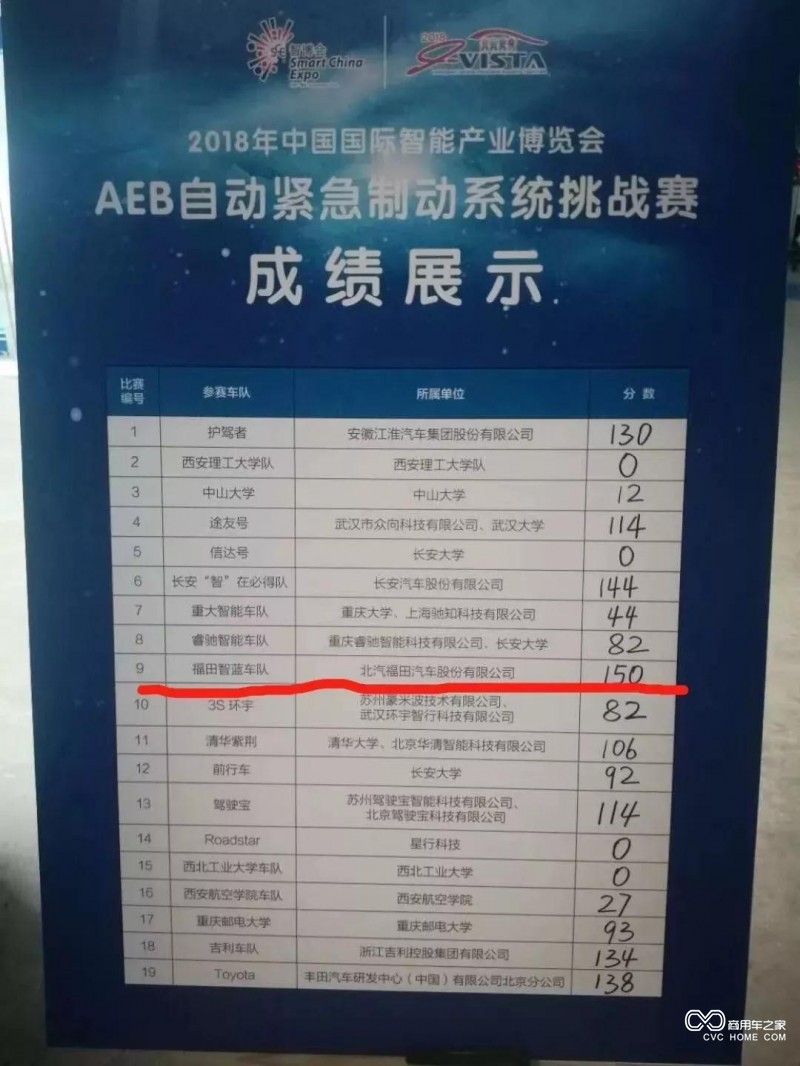 智博会
Smart China
Expo
2018
i-VISTA
2018年中国国际智能产业博览会
AEB自动紧急制动系统挑战赛
成绩展示
比赛编号 参赛车队 所属单位 分数
1 护驾者 安徽江淮汽车集团股份有限公司 130
2 西安理工大学队 西安理工大学队 0
3 中山大学 中山大学 12
4 途友号 武汉市众向科技有限公司、武汉大学 114
5 信达号 长安大学 0
6 长安“智”在必得队 长安汽车股份有限公司 144
7 重大智能车队 重庆大学、上海驰知科技有限公司 44
8 睿驰智能车队 重庆睿驰智能科技有限公司、长安大学 82
9 福田智蓝车队 北汽福田汽车股份有限公司 150
10 3S 环宇 苏州豪米波技术有限公司、
武汉环宇智行科技有限公司 82
11 清华紫荆 清华大学、北京华清智能科技有限公司 106
12 前行车 长安大学 92
13 驾驶宝 苏州驾驶宝智能科技有限公司、
北京驾驶宝科技有限公司 114
14 Roadstar 星行科技 0
15 西北工业大学车队 西北工业大学 0
16 西安航空学院车队 西安航空学院 27
17 重庆邮电大学 重庆邮电大学 93
18 吉利车队 浙江吉利控股集团有限公司 134
19 Toyota 丰田汽车研发中心（中国）有限公司北京分公司 138
商用车之家
CVC HOME COM